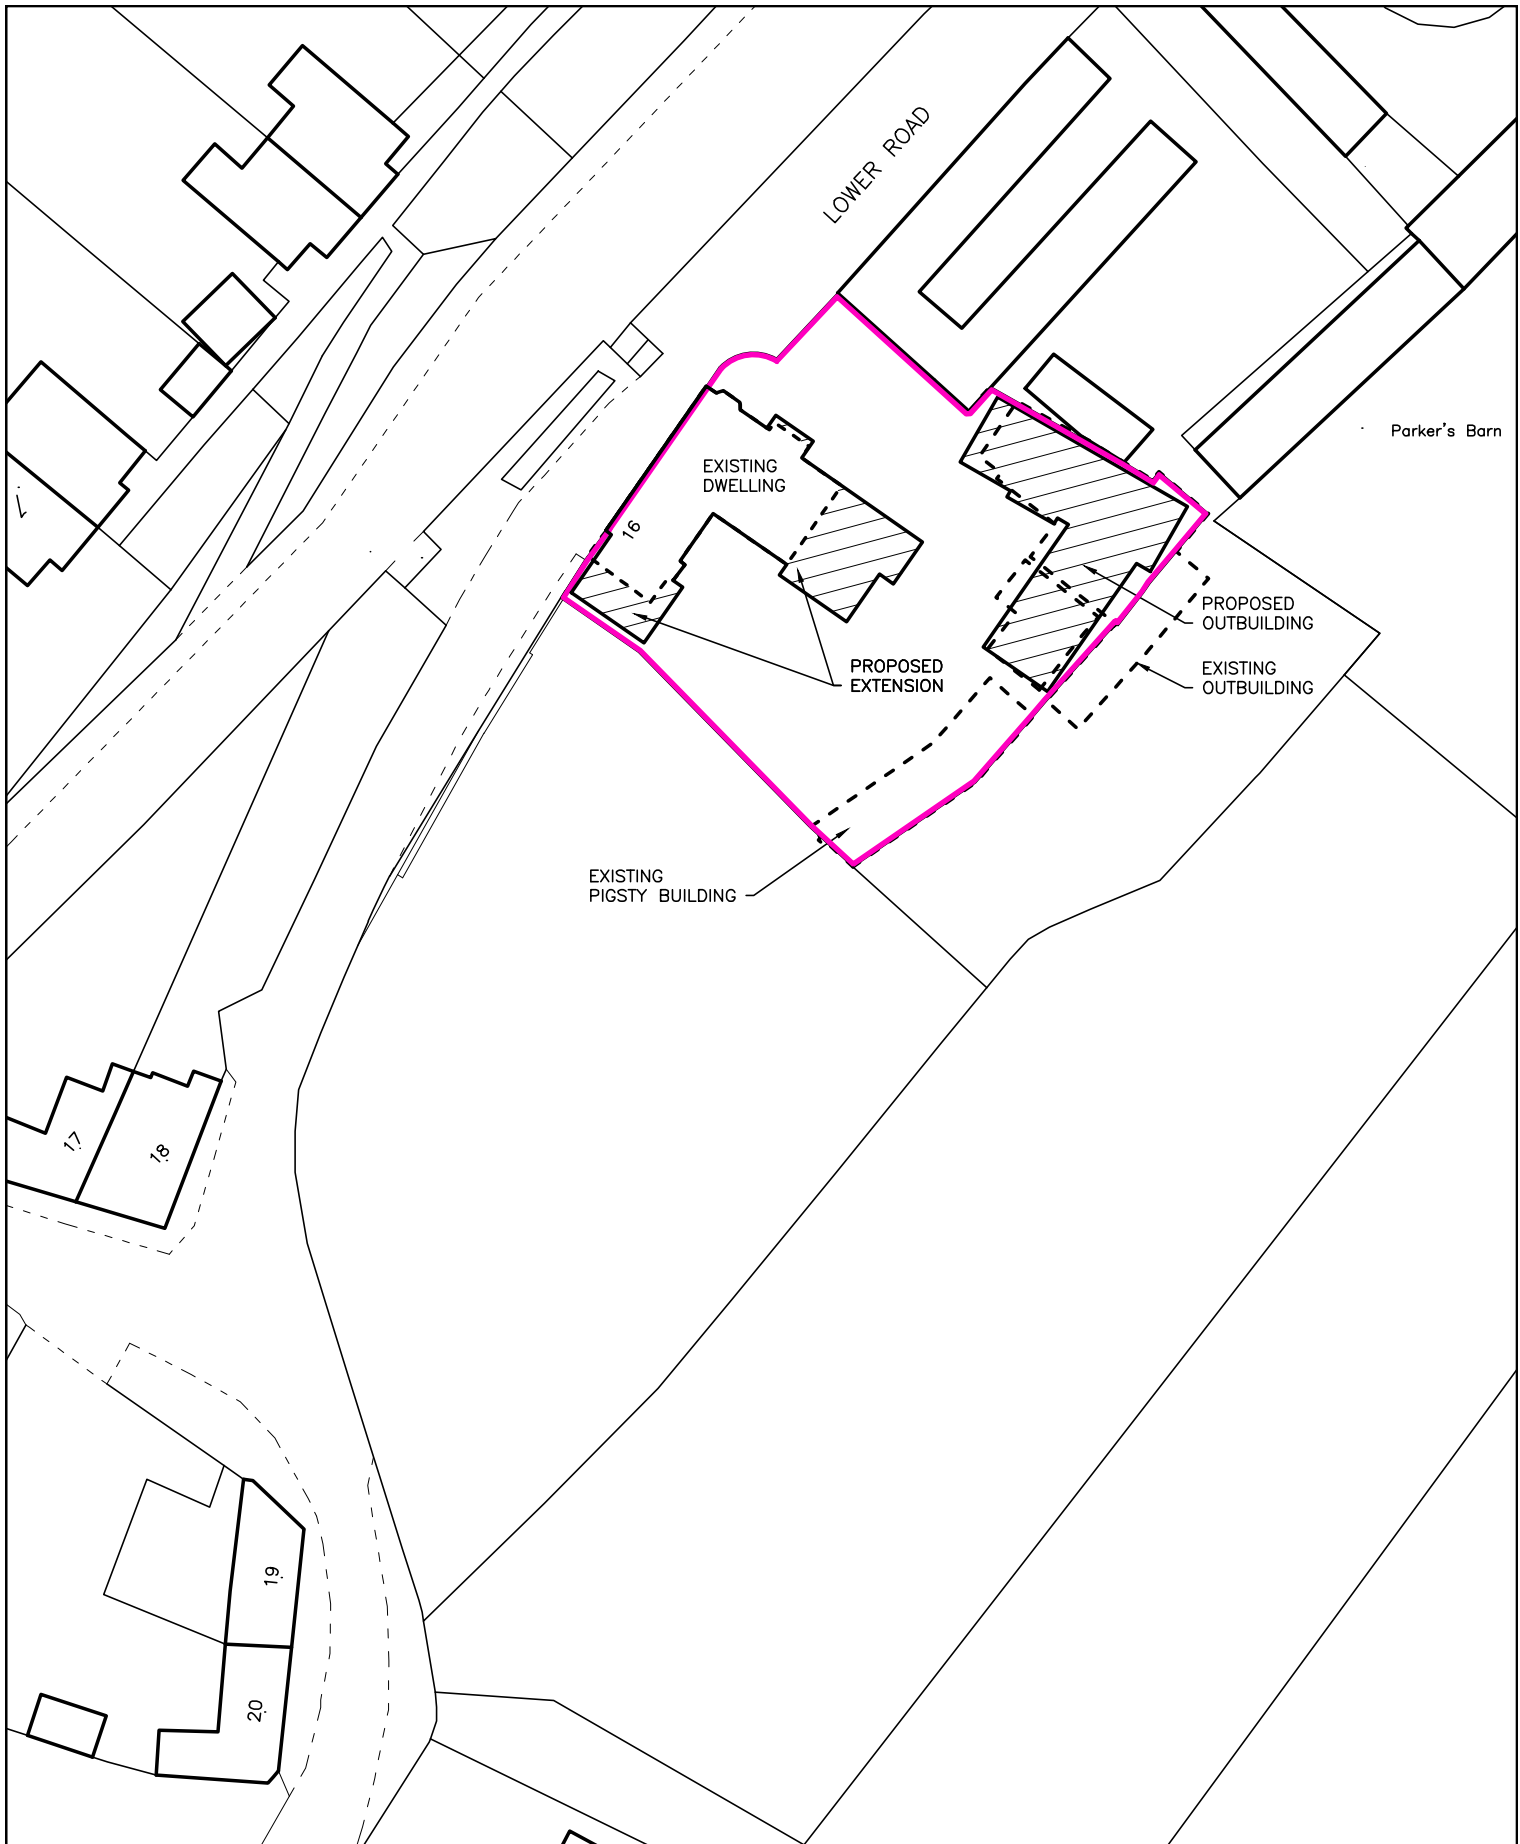 LOWER ROAD
Parker's Barn
EXISTING
DWELLING
16
7
PROPOSED
OUTBUILDING
PROPOSED
EXTENSION
EXISTING
OUTBUILDING
EXISTING
PIGSTY BUILDING
17
18
19
20